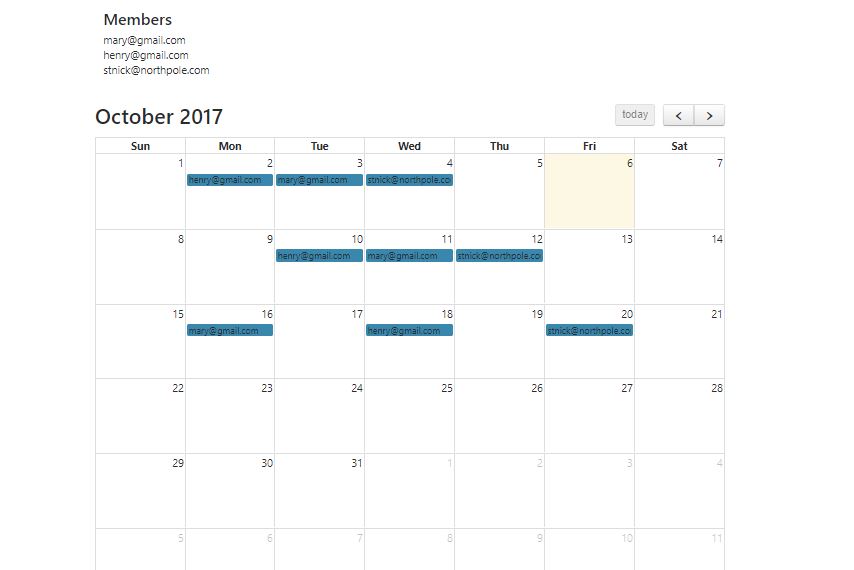 Members
mary@gmail.com
henry@gmail.com
stnick@northpole.com
October 2017
today
Sun Mon Tue Wed Thu Fri Sat
1 2 3 4 5 6 7
henry@gmail.com mary@gmail.com stnick@northpole.co
8 9 10 11 12 13 14
henry@gmail.com mary@gmail.com stnick@northpole.co
15 16 17 18 19 20 21
mary@gmail.com henry@gmail.com stnick@northpole.co
22 23 24 25 26 27 28
29 30 31 1 2 3 4
5 6 7 8 9 10 11